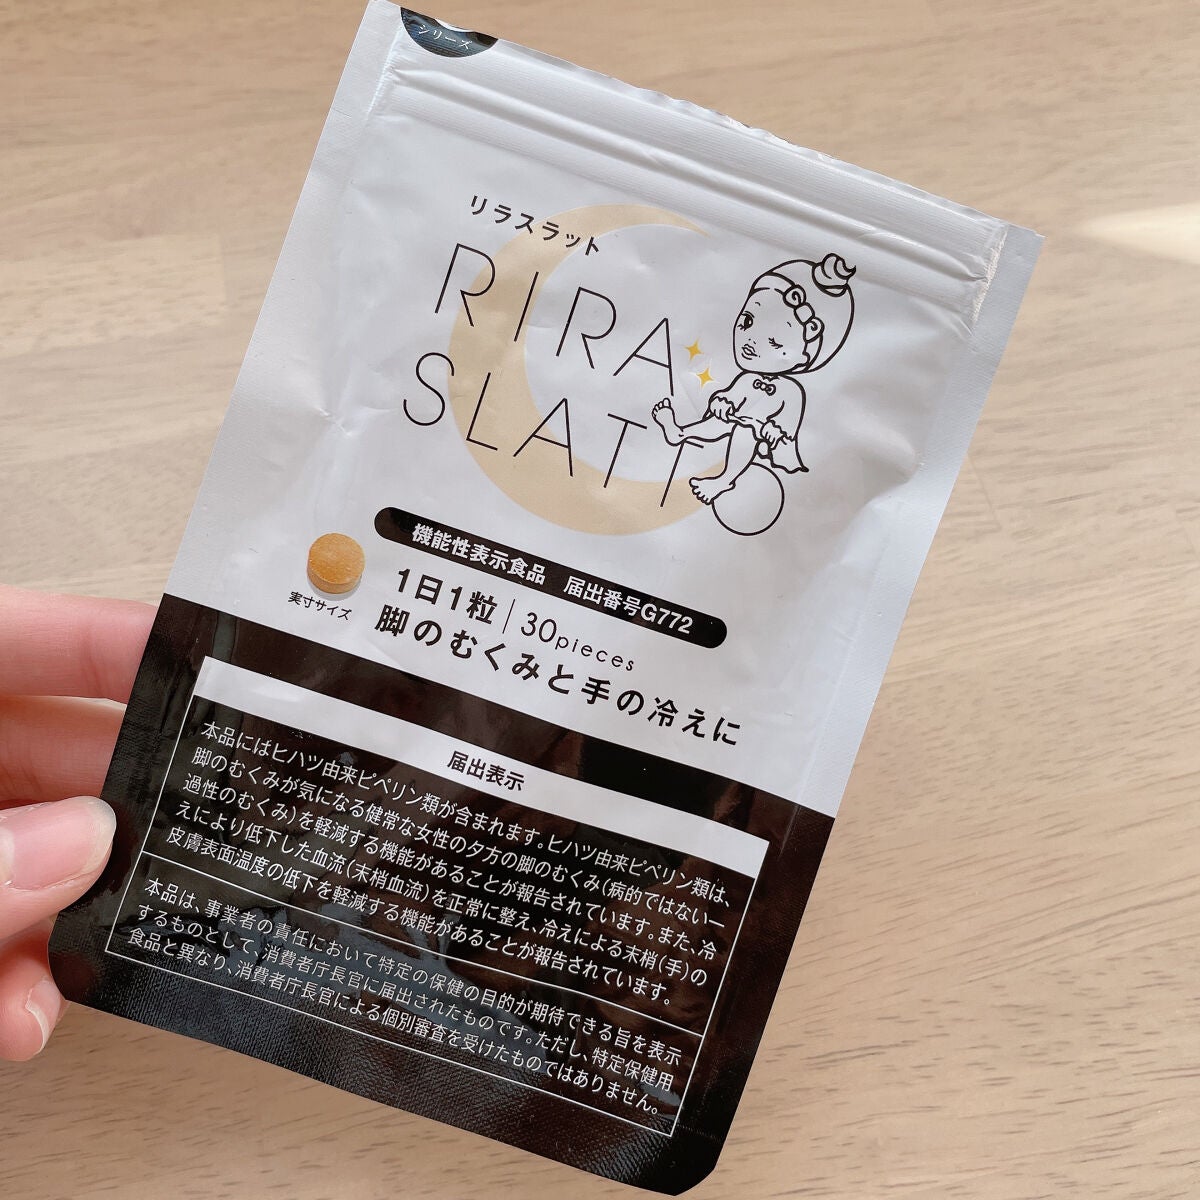 シリーズ
リラスラット
RIRA
SLATT
機能性表示食品 届出番号G772
実寸サイズ
1日1粒 | 30pieces
脚のむくみと手の冷えに
届出表示
本品にはヒハツ由来ピペリン類が含まれます。ヒハツ由来ピペリン類は、
脚のむくみが気になる健常な女性の夕方の脚のむくみ(病的ではない一
過性のむくみ)を軽減する機能があることが報告されています。また、冷
えにより低下した血流(末梢血流)を正常に整え、冷えによる末梢(手)の
皮膚表面温度の低下を軽減する機能があることが報告されています。
本品は、事業者の責任において特定の保健の目的が期待できる旨を表示
するものとして、消費者庁長官に届出されたものです。ただし、特定保健用
食品と異なり、消費者庁長官による個別審査を受けたものではありません。